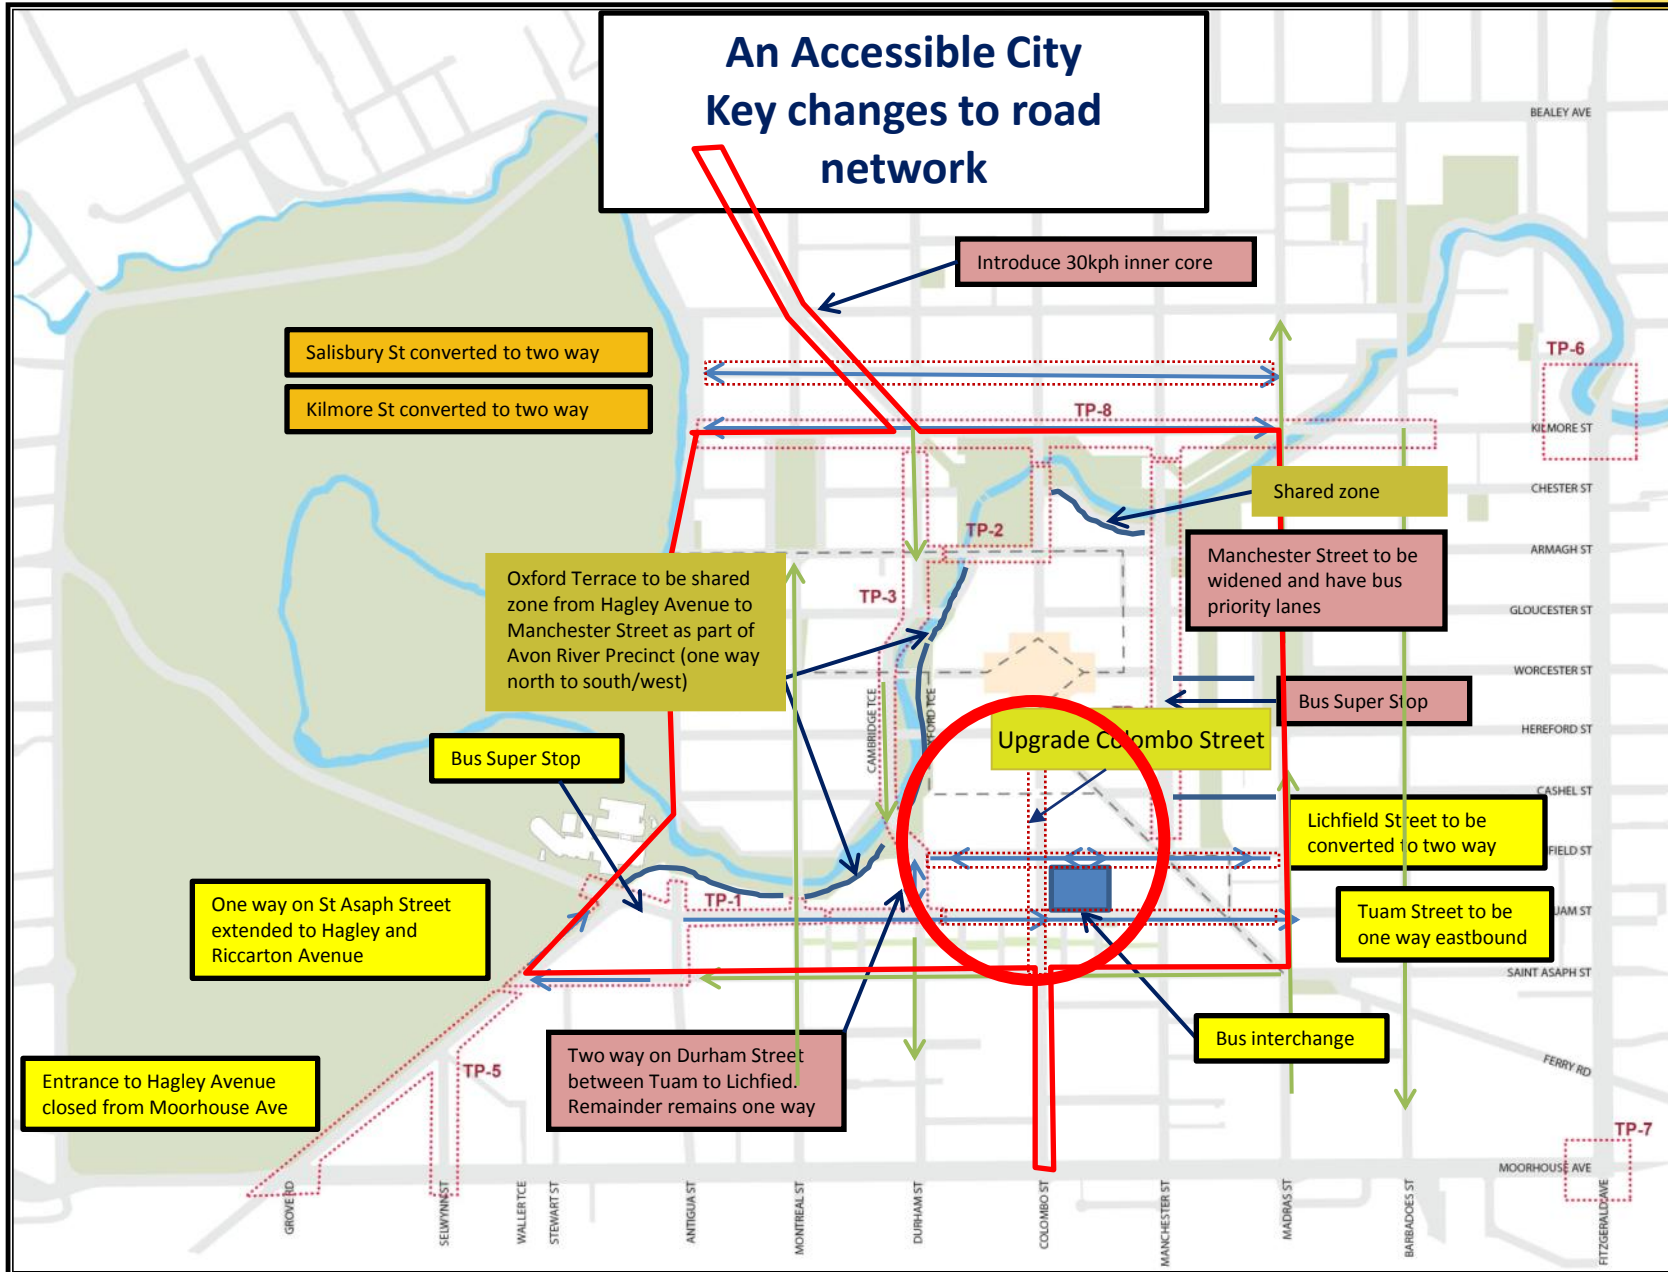 An Accessible City
Key changes to road
network
BEALEY AVE
Introduce 30kph inner core
Salisbury St converted to two way
TP-6
Kilmore St converted to two way
TP-8
KILMORE ST
Shared zone
CHESTER ST
TP-2
Manchester Street to be
widened and have bus
priority lanes
ARMAGH ST
Oxford Terrace to be shared
zone from Hagley Avenue to
Manchester Street as part of
Avon River Precinct (one way
north to south/west)
TP-3
GLOUCESTER ST
WORCESTER ST
Bus Super Stop
CAMBRIDGE TCE
Upgrade Colombo Street
HEREFORD ST
Bus Super Stop
CASHEL ST
Lichfield Street to be
converted to two way
FIELD ST
One way on St Asaph Street
extended to Hagley and
Riccarton Avenue
TP-1
Tuam Street to be
one way eastbound
UAM ST
SAINT ASAPH ST
Bus interchange
Two way on Durham Street
between Tuam to Lichfied.
Remainder remains one way
Entrance to Hagley Avenue
closed from Moorhouse Ave
TP-5
FERRY RD
TP-7
MOORHOUSE AVE
GROVE RD
SELWYN ST
WALLER TCE
STEWART ST
ANTIGUA ST
MONTREAL ST
DURHAM ST
COLOMBO ST
MANCHESTER ST
MADRAS ST
BARBADOES ST
FITZGERALD AVE